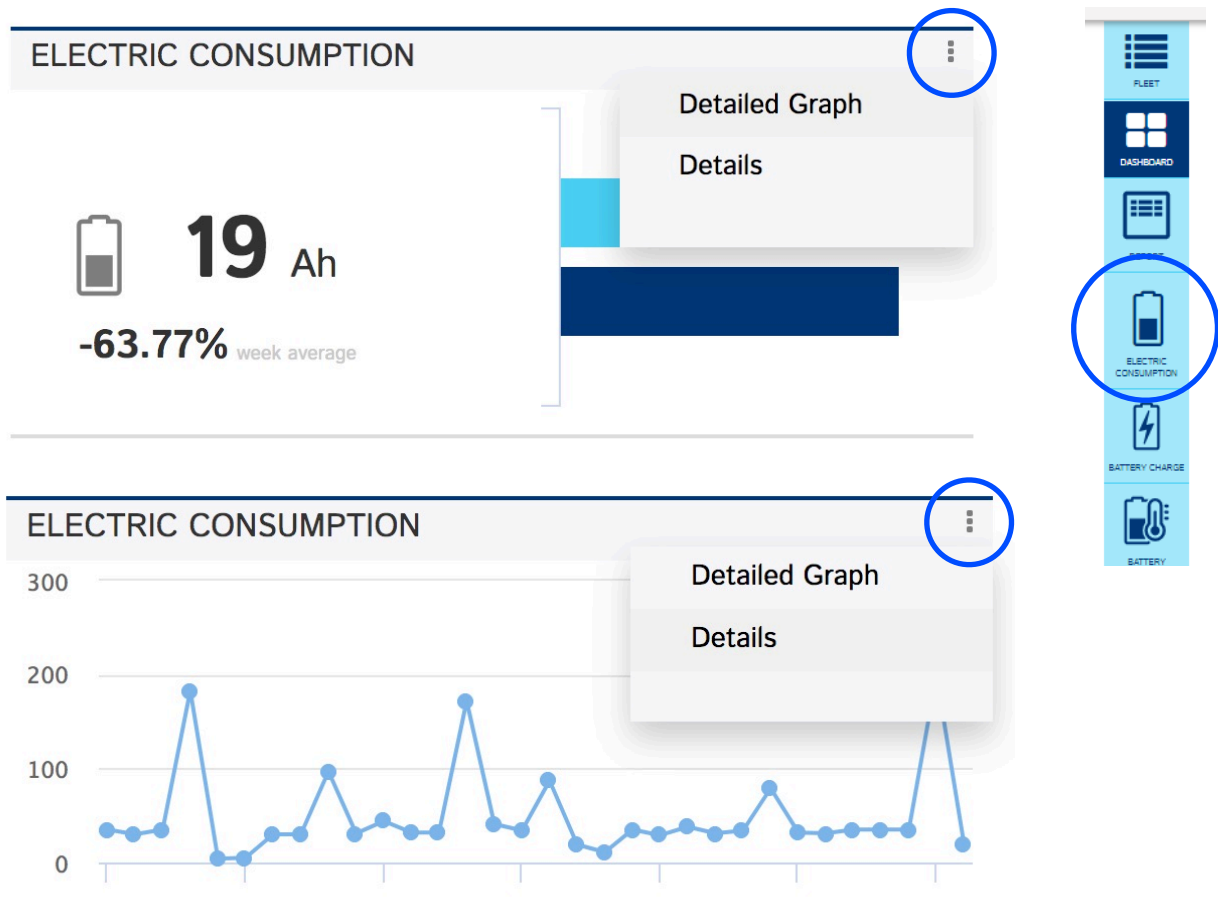 ELECTRIC CONSUMPTION
Detailed Graph
Details
19 Ah
-63.77% week average
ELECTRIC CONSUMPTION
Detailed Graph
Details
300
200
100
0
FLEET
DASHBOARD
REPORT
ELECTRIC
CONSUMPTION
BATTERY CHARGE
BATTERY